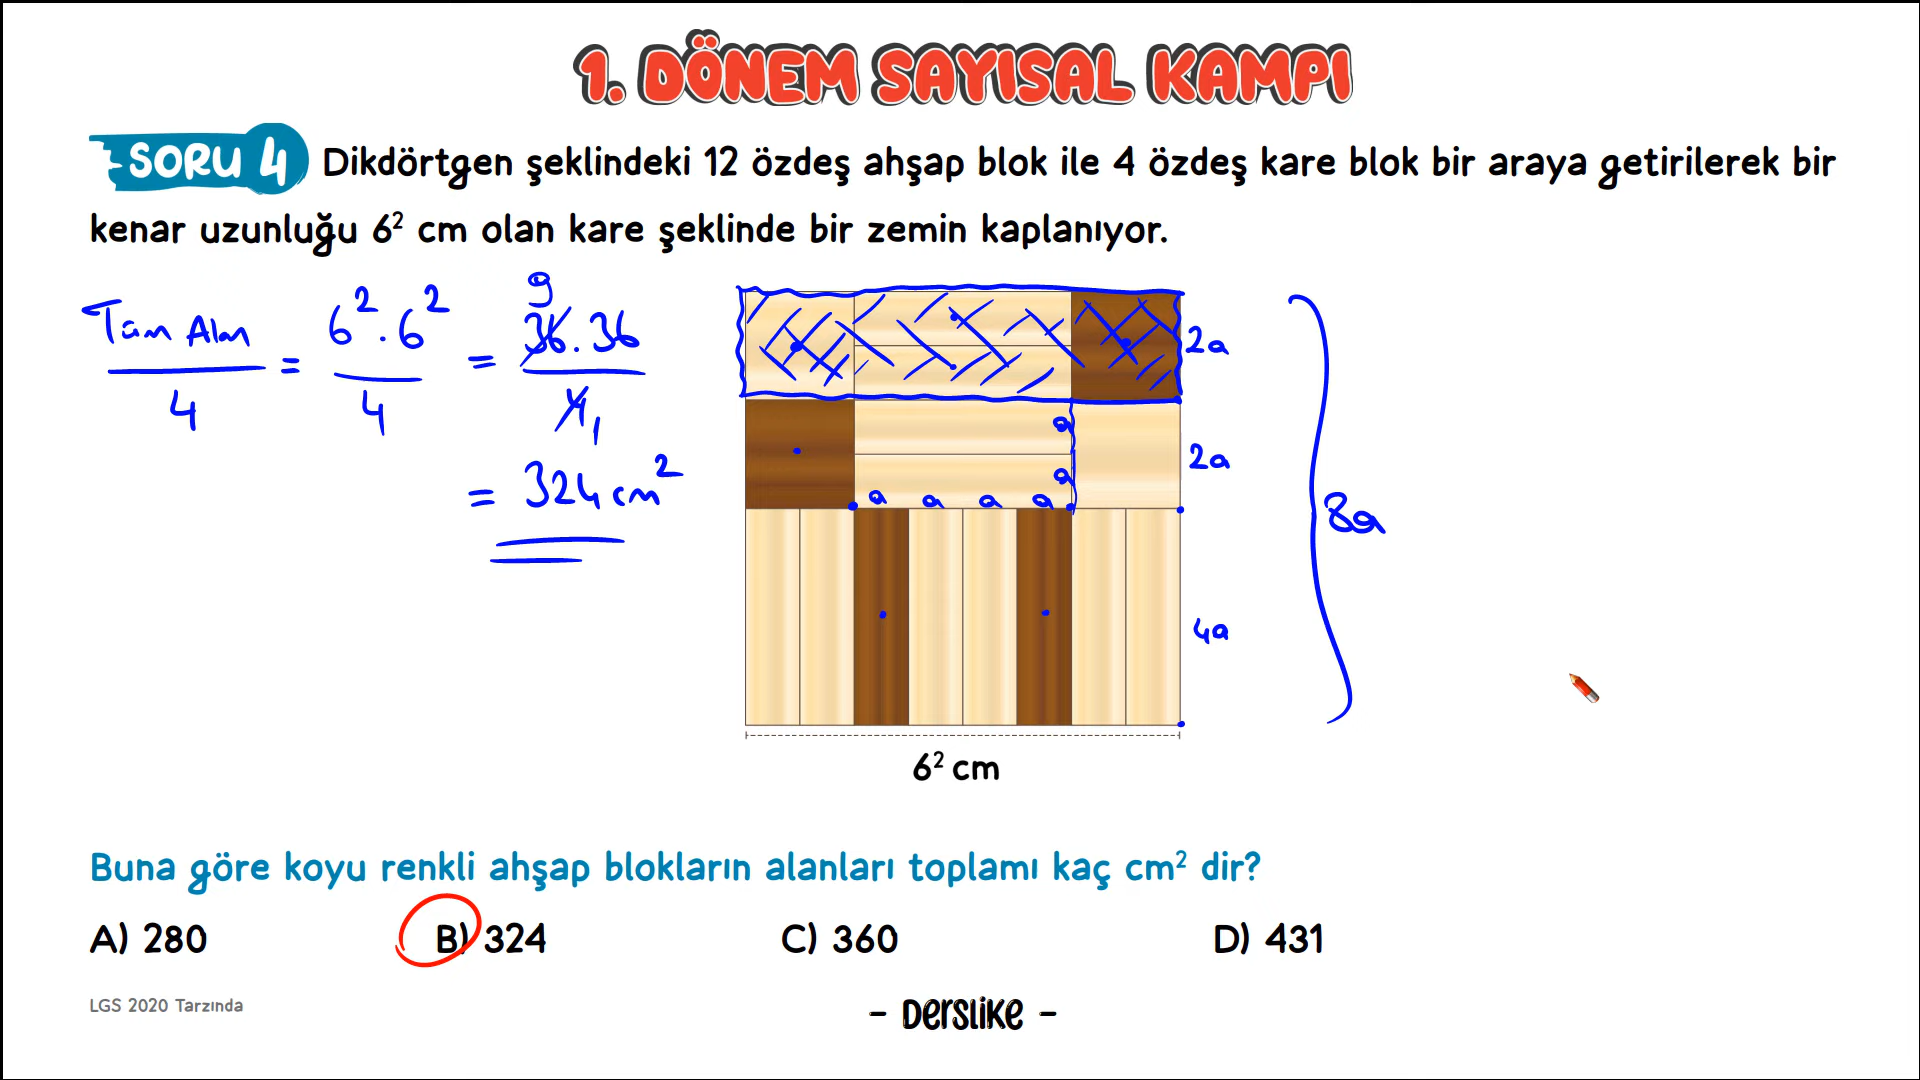 1. DÖNEM SAYISAL KAMPI
SORU 4 Dikdörtgen şeklindeki 12 özdeş ahşap blok ile 4 özdeş kare blok bir araya getirilerek bir
kenar uzunluğu 6² cm olan kare şeklinde bir zemin kaplanıyor.
Tüm Alan / 4 = 6² . 6² / 4 = 36 . 36 / 4
9
1
= 324 cm²
2a
2a
4a
8a
a
a
a a a a
6² cm
Buna göre koyu renkli ahşap blokların alanları toplamı kaç cm² dir?
A) 280 B) 324 C) 360 D) 431
LGS 2020 Tarzında
- Derslike -